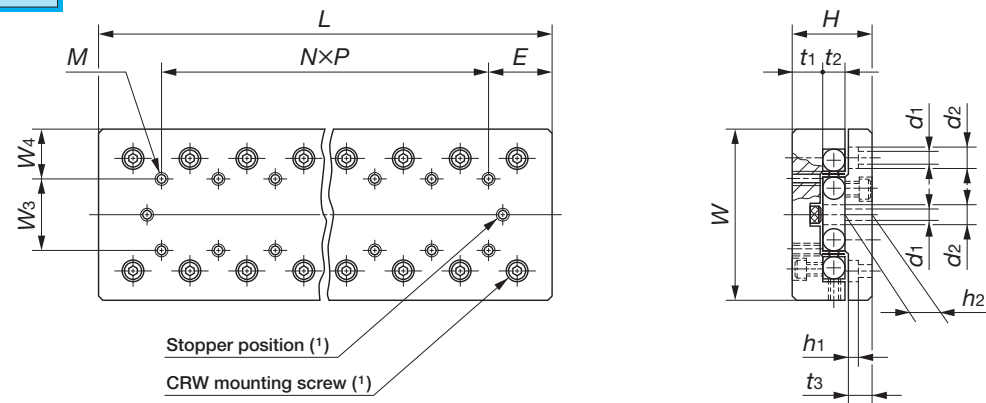 L
M
N×P
E
W4
W3
Stopper position (1)
CRW mounting screw (1)
H
t1
t2
d1
d2
W
d1
d2
h2
h1
t3